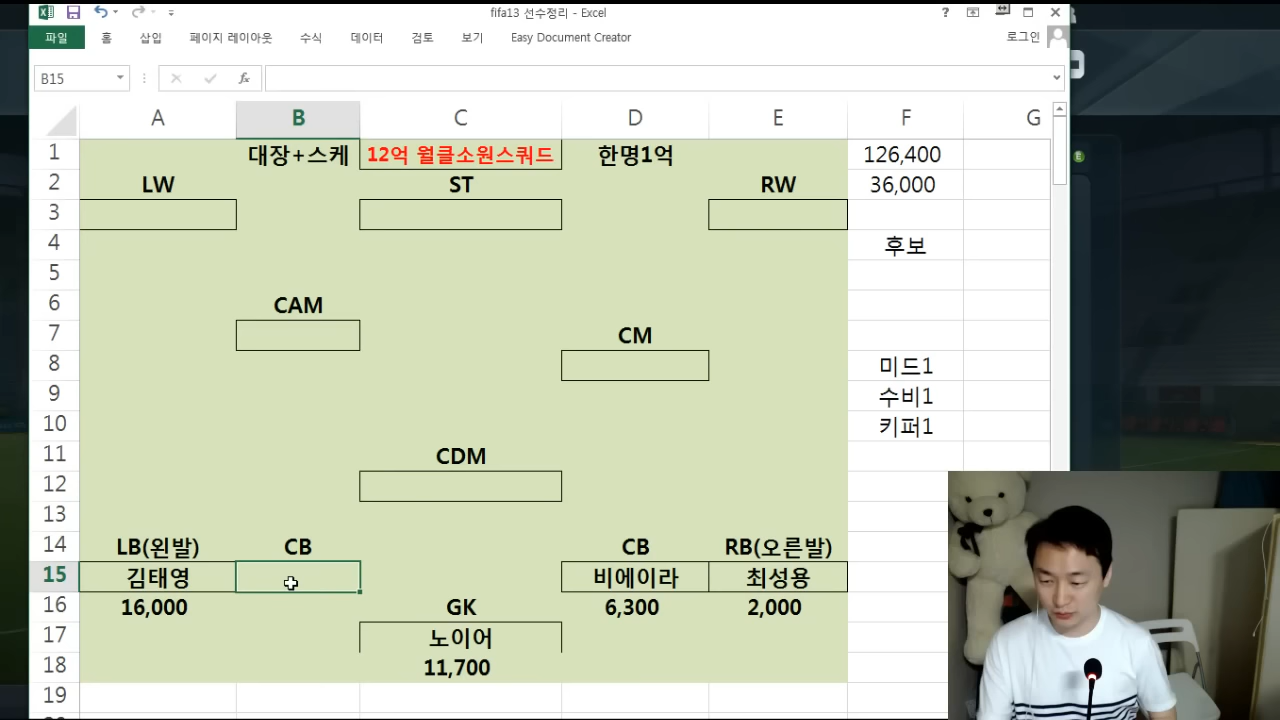 fifa13 선수정리 - Excel
파일 홈 삽입 페이지 레이아웃 수식 데이터 검토 보기 Easy Document Creator 로그인
B15 fx
A B C D E F G
1 대장+스케 12억 월클소원스쿼드 한명1억 126,400
2 LW ST RW 36,000
3
4 후보
5
6 CAM
7 CM
8 미드1
9 수비1
10 키퍼1
11 CDM
12
13
14 LB(왼발) CB CB RB(오른발)
15 김태영 비에이라 최성용
16 16,000 GK 6,300 2,000
17 노이어
18 11,700
19